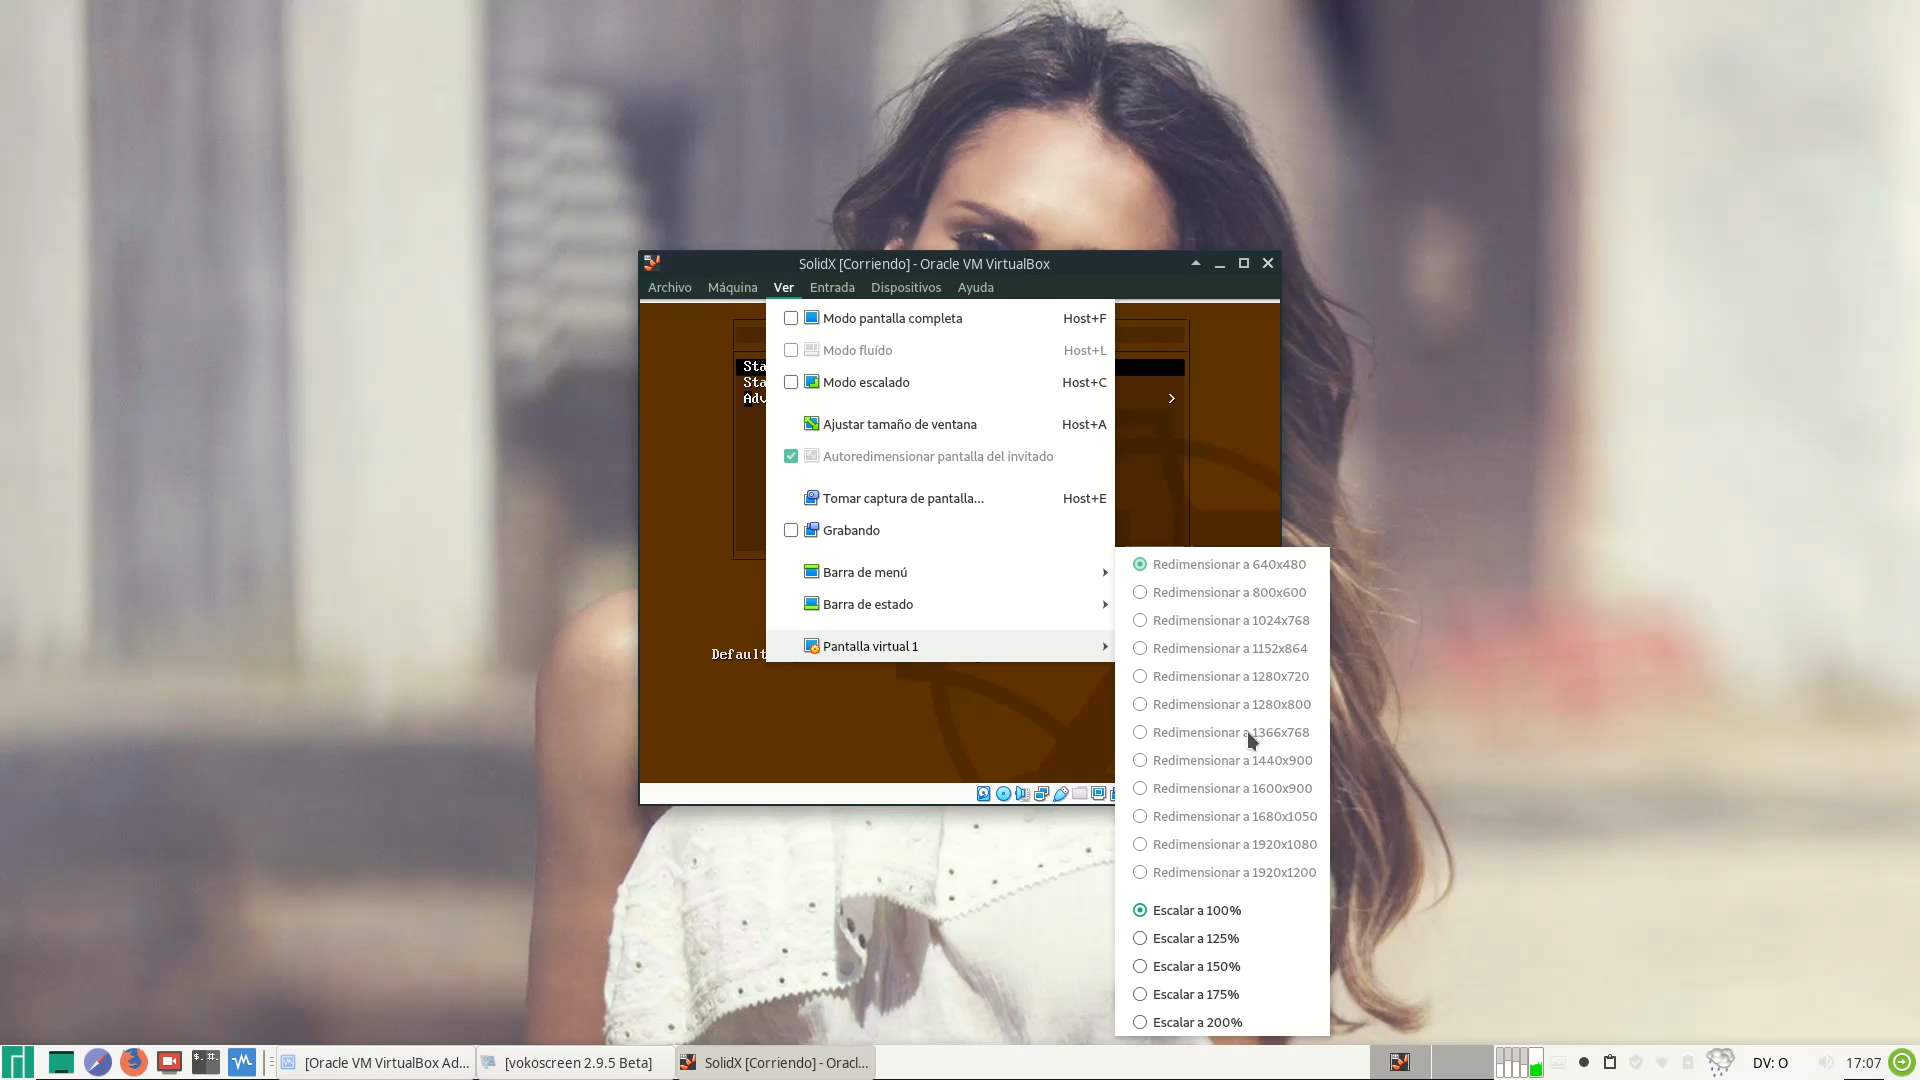 SolidX [Corriendo] - Oracle VM VirtualBox
Archivo Máquina Ver Entrada Dispositivos Ayuda
Modo pantalla completa Host+F
Modo fluído Host+L
Modo escalado Host+C
Ajustar tamaño de ventana Host+A
Autoredimensionar pantalla del invitado
Tomar captura de pantalla... Host+E
Grabando
Barra de menú
Barra de estado
Pantalla virtual 1
Sta
Sta
Adv
Default
Redimensionar a 640x480
Redimensionar a 800x600
Redimensionar a 1024x768
Redimensionar a 1152x864
Redimensionar a 1280x720
Redimensionar a 1280x800
Redimensionar a 1366x768
Redimensionar a 1440x900
Redimensionar a 1600x900
Redimensionar a 1680x1050
Redimensionar a 1920x1080
Redimensionar a 1920x1200
Escalar a 100%
Escalar a 125%
Escalar a 150%
Escalar a 175%
Escalar a 200%
[Oracle VM VirtualBox Ad... [vokoscreen 2.9.5 Beta] SolidX [Corriendo] - Oracl... DV: O 17:07